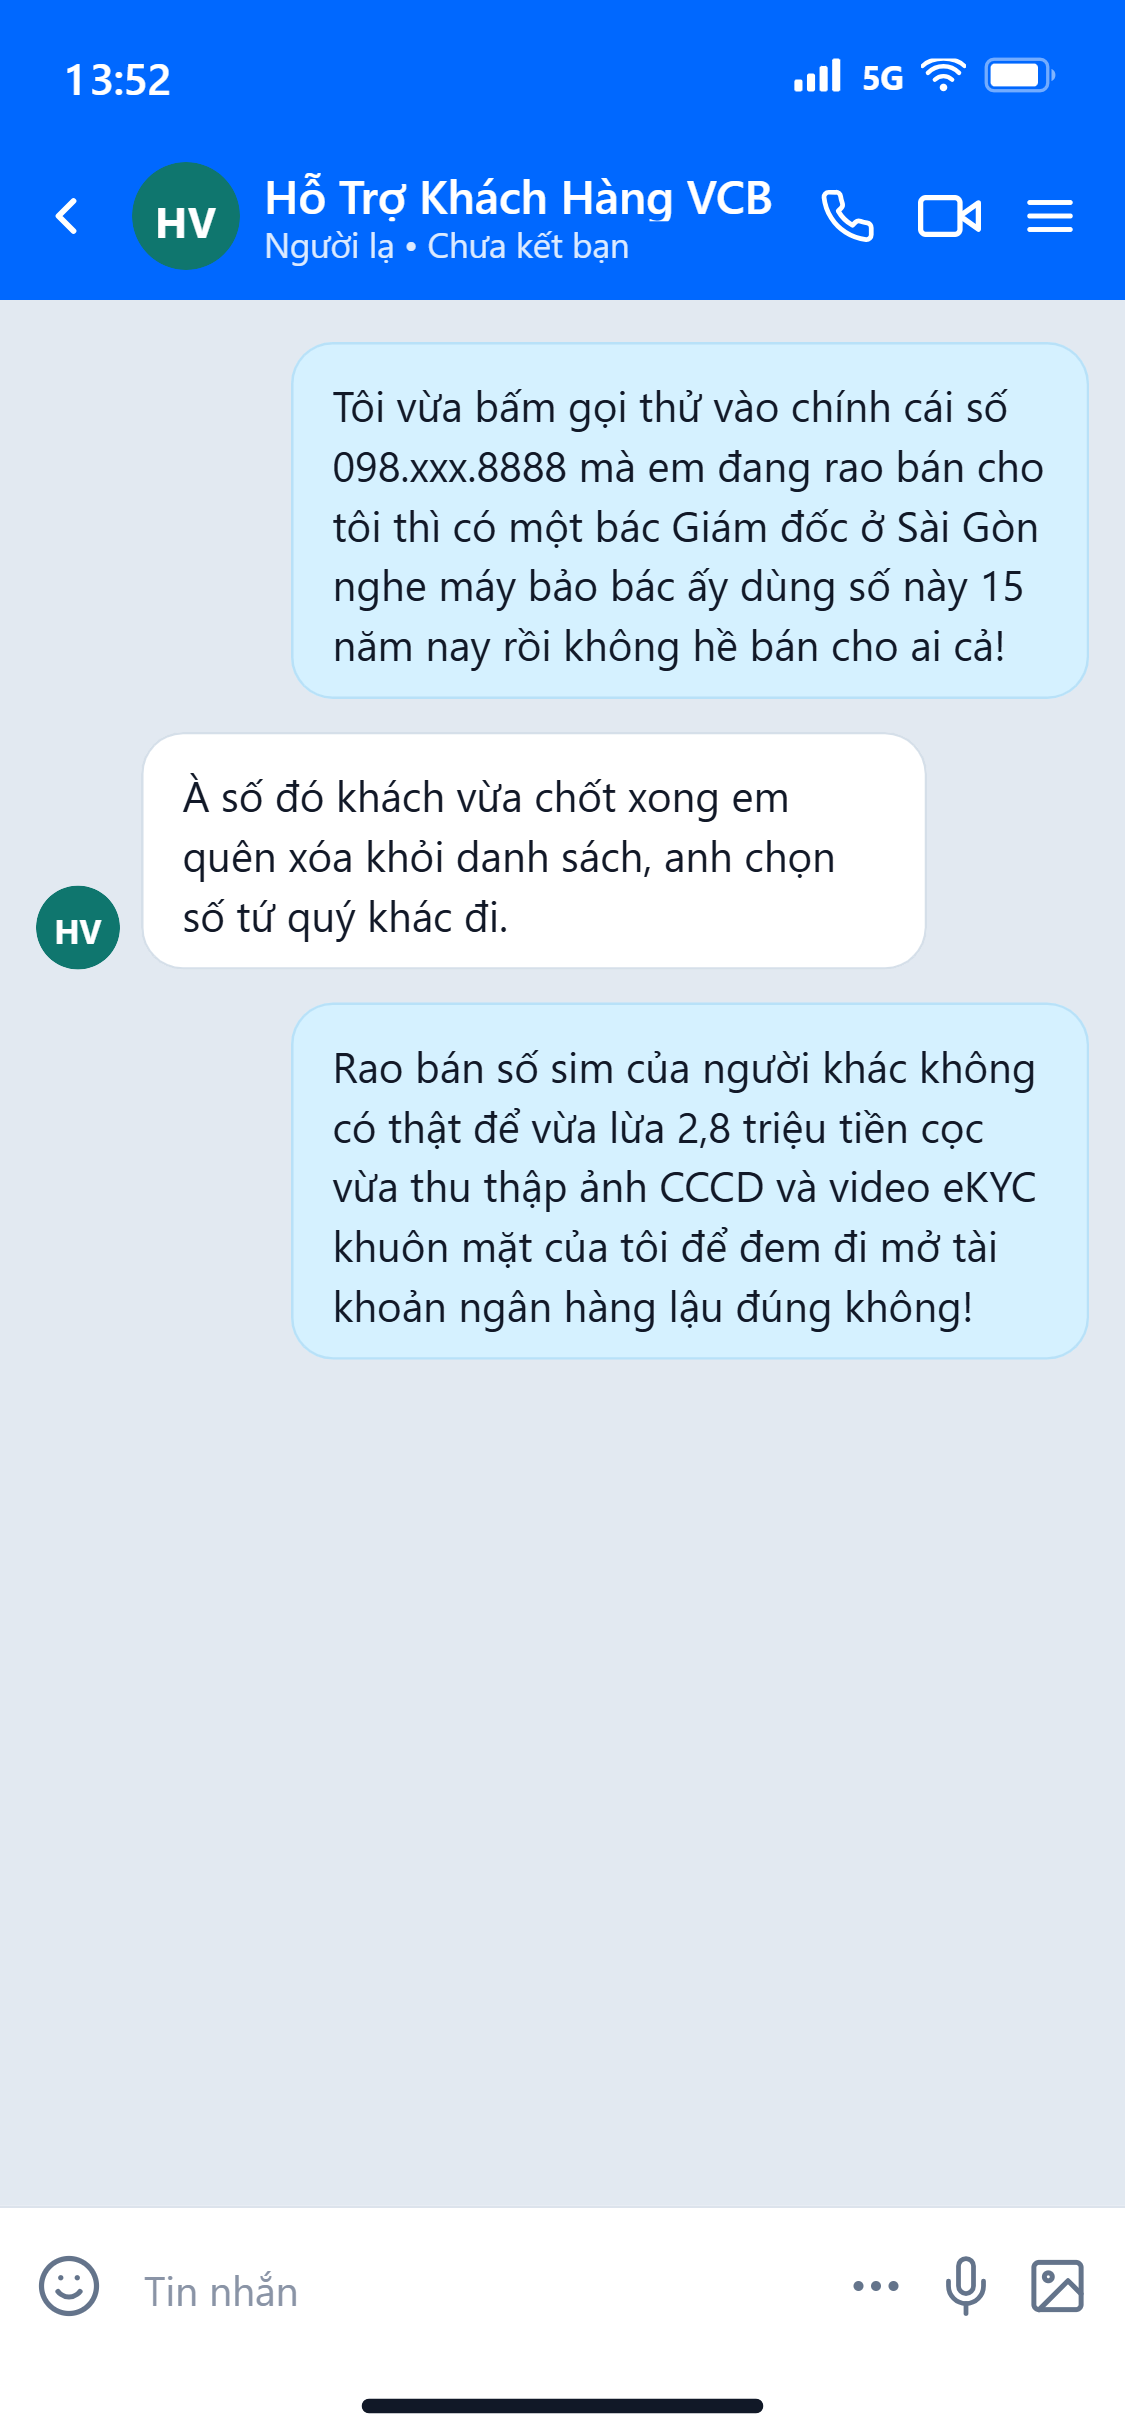 13:52
5G
HV
Hỗ Trợ Khách Hàng VCB
Người lạ • Chưa kết bạn
Tôi vừa bấm gọi thử vào chính cái số
098.xxx.8888 mà em đang rao bán cho
tôi thì có một bác Giám đốc ở Sài Gòn
nghe máy bảo bác ấy dùng số này 15
năm nay rồi không hề bán cho ai cả!
À số đó khách vừa chốt xong em
quên xóa khỏi danh sách, anh chọn
số tứ quý khác đi.
HV
Rao bán số sim của người khác không
có thật để vừa lừa 2,8 triệu tiền cọc
vừa thu thập ảnh CCCD và video eKYC
khuôn mặt của tôi để đem đi mở tài
khoản ngân hàng lậu đúng không!
Tin nhắn